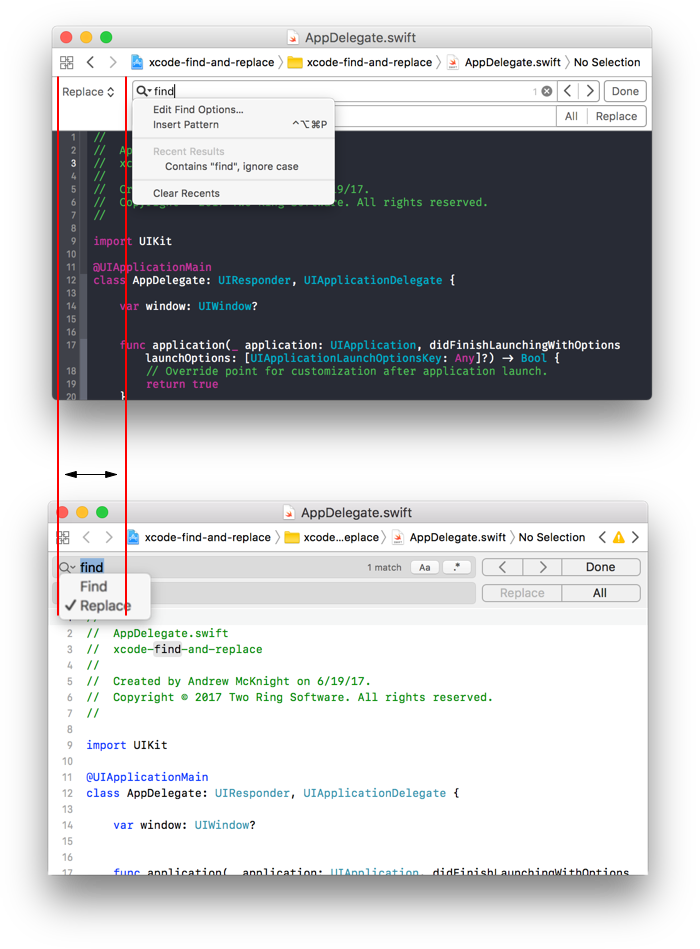 AppDelegate.swift
xcode-find-and-replace xcode-find-and-replace AppDelegate.swift No Selection
Replace find 1 Done
All Replace
Edit Find Options...
Insert Pattern ^⌥⌘P
Recent Results
Contains "find", ignore case
Clear Recents
1 //
2 // Ap
3 // xc
4 //
5 // Cr 9/17.
6 // Co e. All rights reserved.
7 //
8
9 import UIKit
10
11 @UIApplicationMain
12 class AppDelegate: UIResponder, UIApplicationDelegate {
13
14 var window: UIWindow?
15
16
17 func application(_ application: UIApplication, didFinishLaunchingWithOptions
launchOptions: [UIApplicationLaunchOptionsKey: Any]?) -> Bool {
18 // Override point for customization after application launch.
19 return true
20 }
AppDelegate.swift
xcode-find-and-replace xcode...eplace AppDelegate.swift No Selection
find 1 match Aa .* Done
Find
✓ Replace Replace All
//
2 // AppDelegate.swift
3 // xcode-find-and-replace
4 //
5 // Created by Andrew McKnight on 6/19/17.
6 // Copyright © 2017 Two Ring Software. All rights reserved.
7 //
8
9 import UIKit
10
11 @UIApplicationMain
12 class AppDelegate: UIResponder, UIApplicationDelegate {
13
14 var window: UIWindow?
15
16
17 func application(_ application: UIApplication, didFinishLaunchingWithOptions